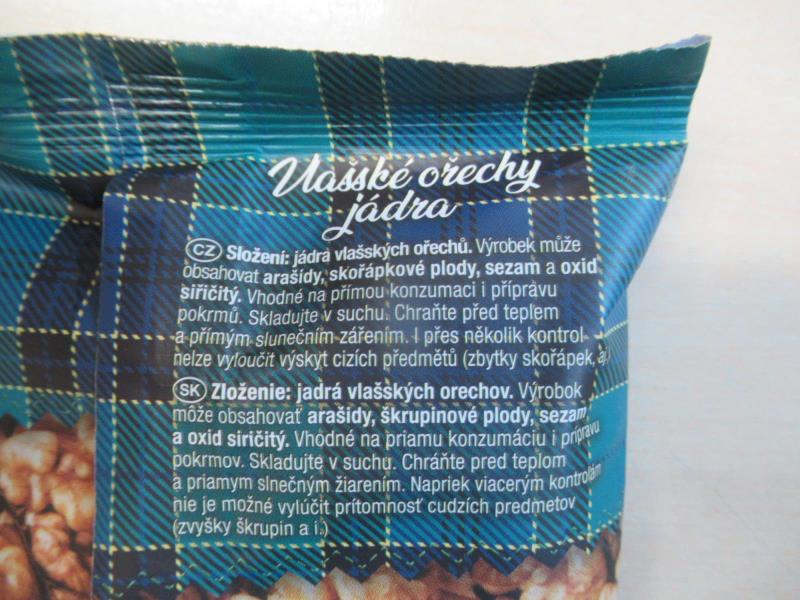 Vlašské ořechy
jádra
CZ Složení: jádra vlašských ořechů. Výrobek může
obsahovat arašídy, skořápkové plody, sezam a oxid
siřičitý. Vhodné na přímou konzumaci i přípravu
pokrmů. Skladujte v suchu. Chraňte před teplem
a přímým slunečním zářením. I přes několik kontrol
nelze vyloučit výskyt cizích předmětů (zbytky skořápek, aj.)
SK Zloženie: jadrá vlašských orechov. Výrobok
môže obsahovať arašidy, škrupinové plody, sezam
a oxid siričitý. Vhodné na priamu konzumáciu i prípravu
pokrmov. Skladujte v suchu. Chráňte pred teplom
a priamym slnečným žiarením. Napriek viacerým kontrolám
nie je možné vylúčiť prítomnosť cudzích predmetov
(zvyšky škrupin a i.)